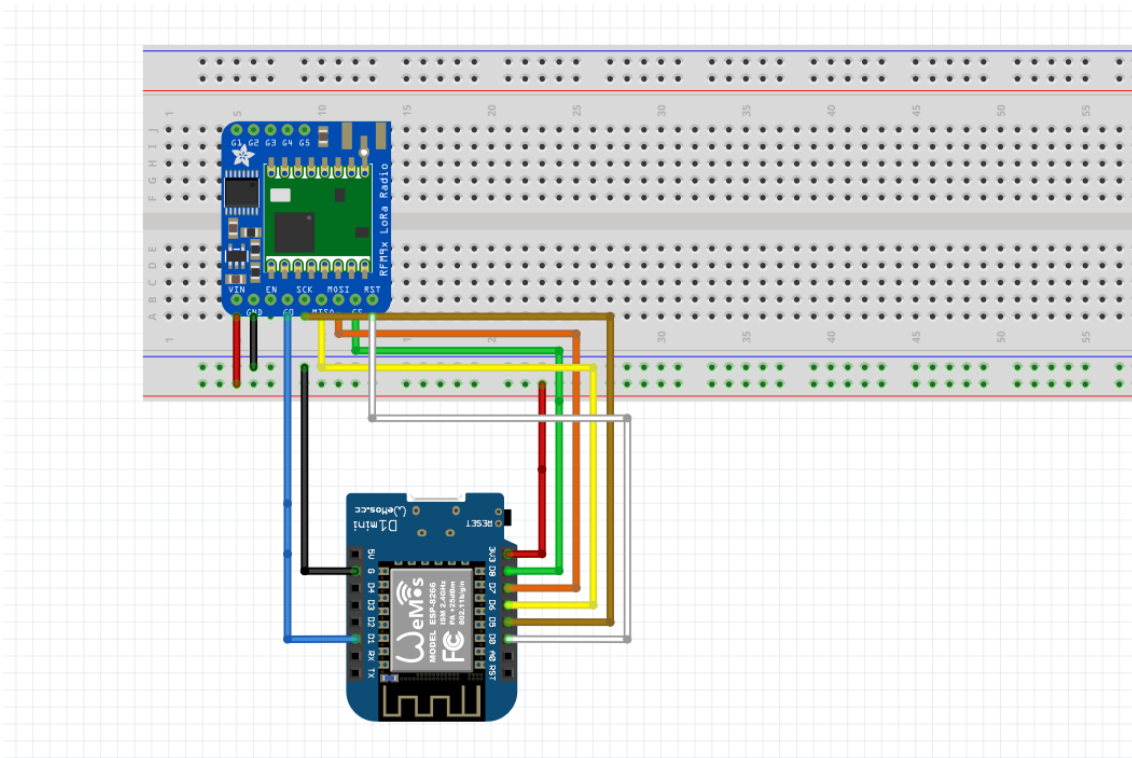 1 5 10 15 20 25 30 35 40 45 50 55
J
I
H
G
F
G1 G2 G3 G4 G5
RFM9x LoRa Radio
E
D
C
B
A
VIN EN SCK MOSI RST
GND G0 MISO CS
1 25 30 35 40 45 50 55
WeMos.cc
D1mini
RESET
5V
G
D4
D3
D2
D1
RX
TX
WeMos
MODEL ESP-8266
ISM 2.4GHz
PA +25dBm
802.11b/g/n
FC
3V3
D8
D7
D6
D5
D0
A0
RST